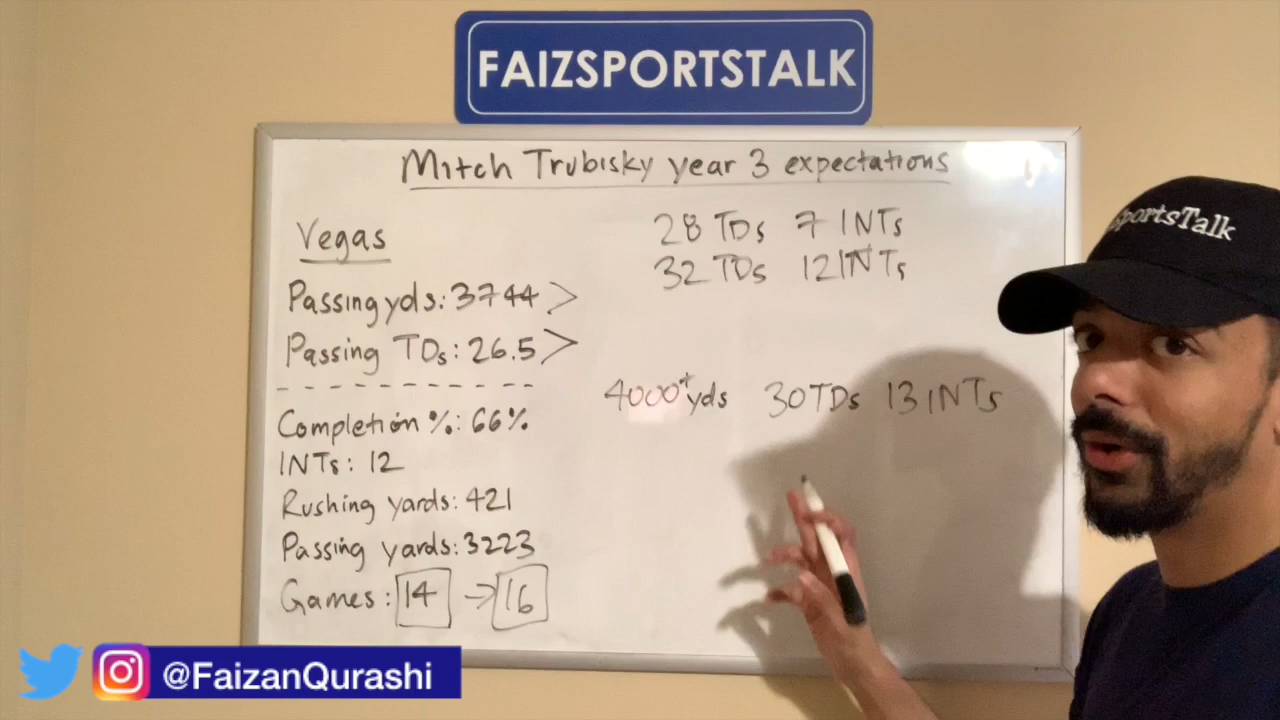 FAIZSPORTSTALK
Mitch Trubisky year 3 expectations
Vegas
Passing yds: 3744 >
Passing TDs: 26.5 >
Completion %: 66%
INTs: 12
Rushing yards: 421
Passing yards: 3223
Games: 14 → 16
28 TDs 7 INTs
32 TDs 12 INTs
4000+ yds 30 TDs 13 INTs
SportsTalk
@FaizanQurashi